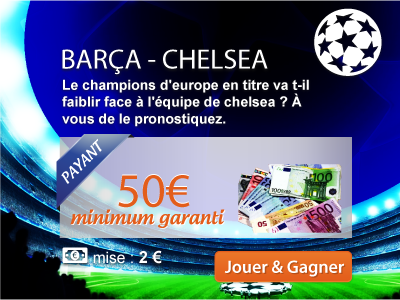 BARÇA - CHELSEA
Le champions d'europe en titre va t-il
faiblir face à l'équipe de chelsea ? À
vous de le pronostiquez.
PAYANT
50€
minimum garanti
mise : 2 €
Jouer & Gagner